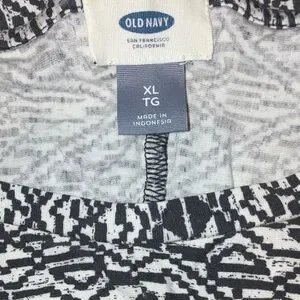 OLD NAVY
SAN FRANCISCO
CALIFORNIA
XL
TG
MADE IN
INDONESIA